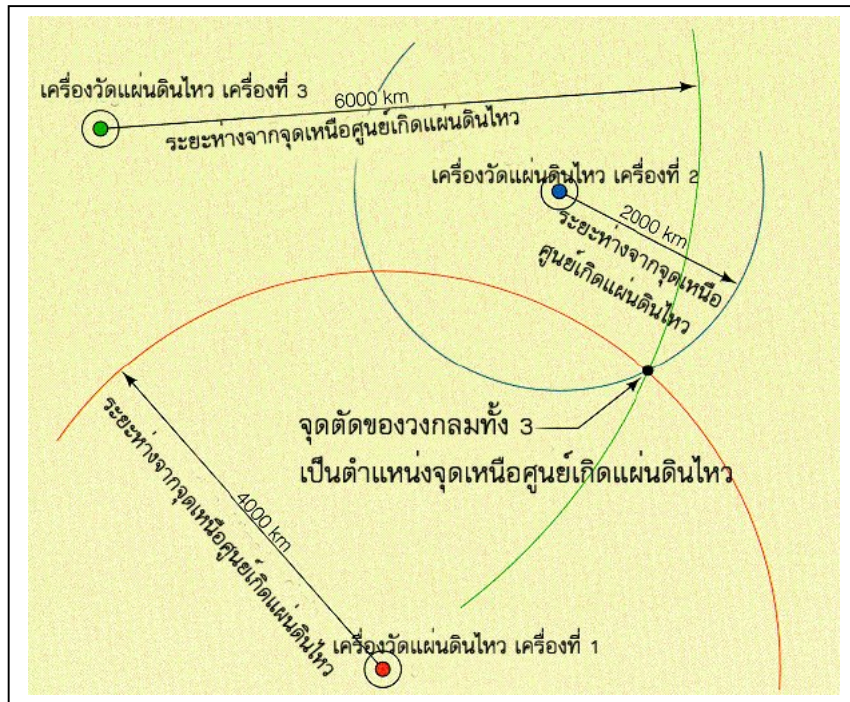 เครื่องวัดแผ่นดินไหว เครื่องที่ 3
6000 km
ระยะห่างจากจุดเหนือศูนย์เกิดแผ่นดินไหว
เครื่องวัดแผ่นดินไหว เครื่องที่ 2
2000 km
ระยะห่างจากจุดเหนือ
ศูนย์เกิดแผ่นดินไหว
จุดตัดของวงกลมทั้ง 3
เป็นตำแหน่งจุดเหนือศูนย์เกิดแผ่นดินไหว
4000 km
ระยะห่างจากจุดเหนือศูนย์เกิดแผ่นดินไหว
เครื่องวัดแผ่นดินไหว เครื่องที่ 1